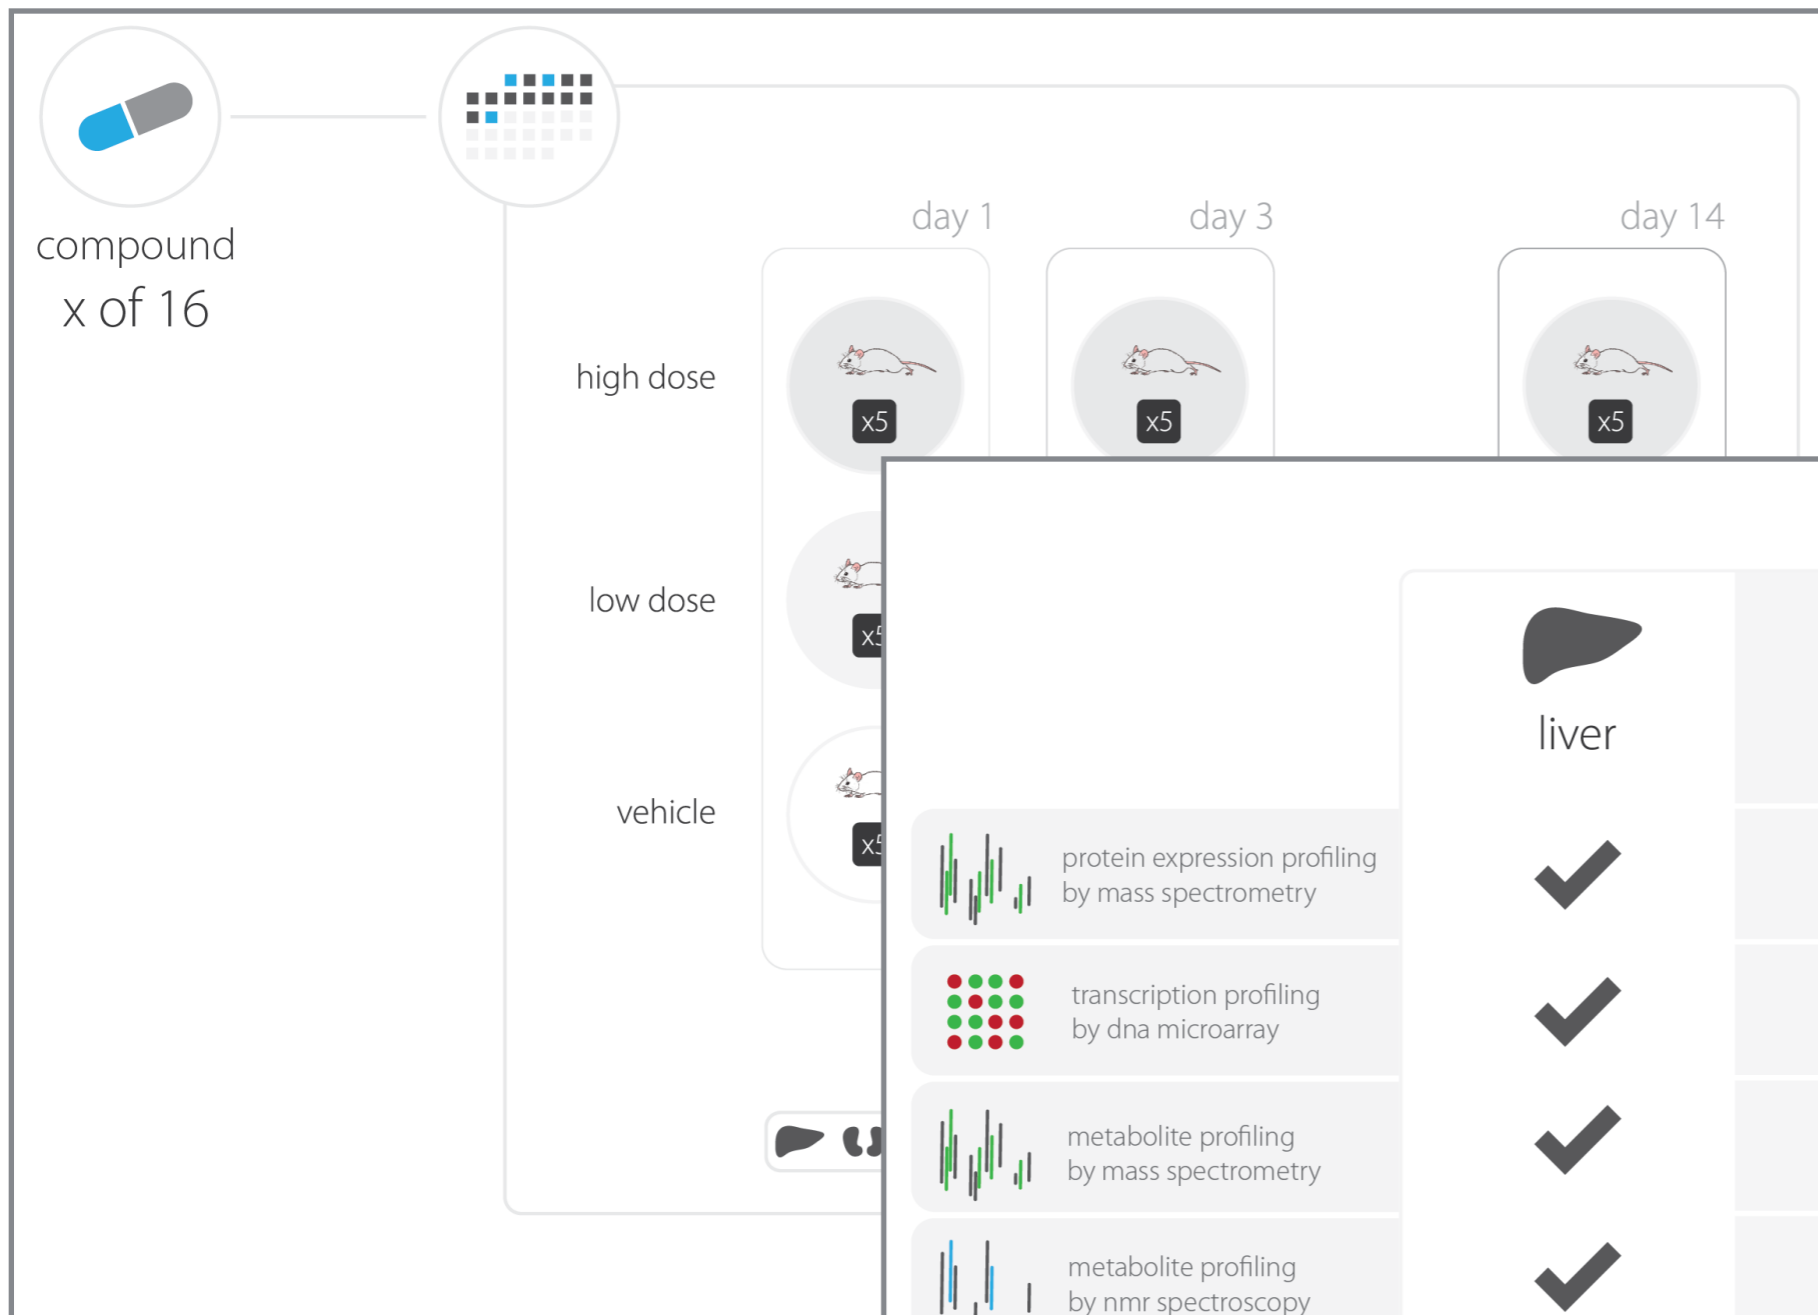 compound
x of 16
day 1
day 3
day 14
high dose
x5
x5
x5
low dose
vehicle
liver
protein expression profiling
by mass spectrometry
transcription profiling
by dna microarray
metabolite profiling
by mass spectrometry
metabolite profiling
by nmr spectroscopy